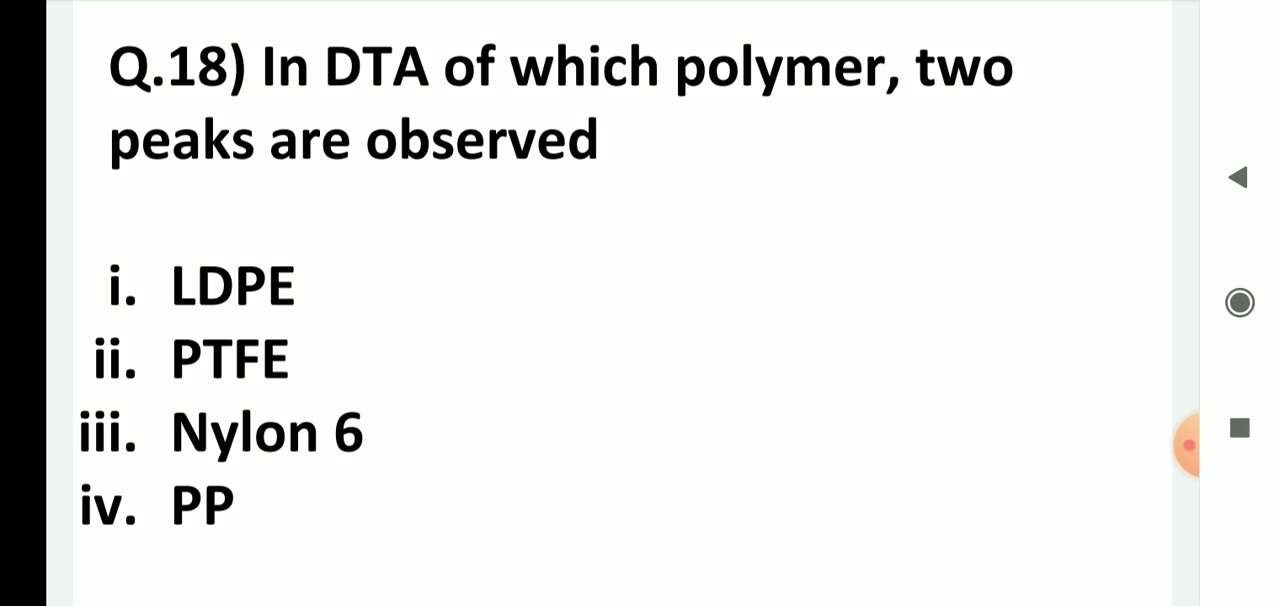 Q.18) In DTA of which polymer, two
peaks are observed
i. LDPE
ii. PTFE
iii. Nylon 6
iv. PP